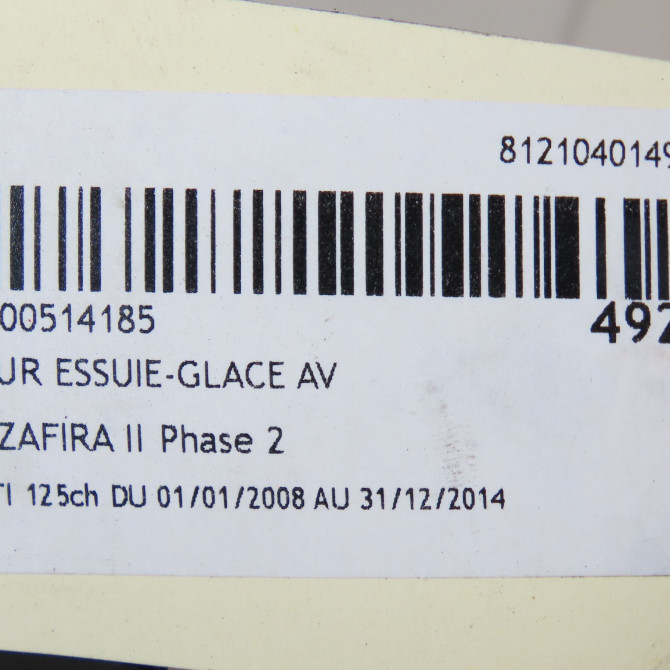 8121040149
00514185
492
UR ESSUIE-GLACE AV
ZAFIRA II Phase 2
TI 125ch DU 01/01/2008 AU 31/12/2014